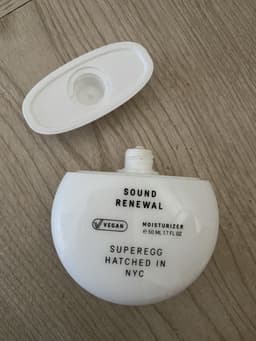 SOUND
RENEWAL
VEGAN MOISTURIZER
℮ 50 ML 1.7 FL OZ
SUPEREGG
HATCHED IN
NYC